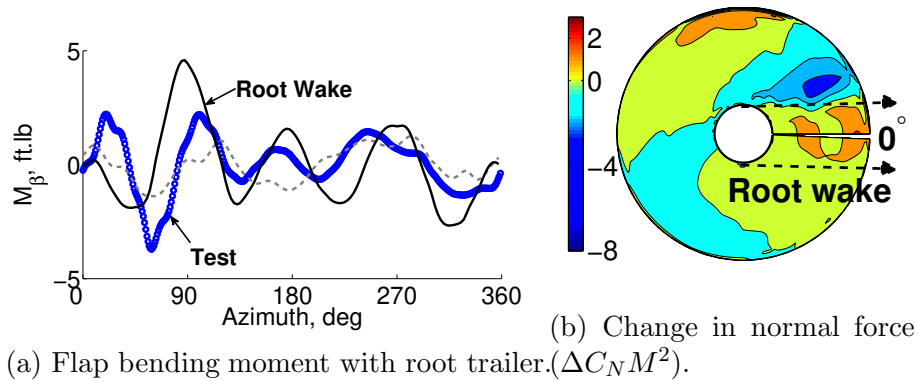 5
0
−5
M_β, ft.lb
Root Wake
Test
0 90 180 270 360
Azimuth, deg
(a) Flap bending moment with root trailer.
2
0
−4
−8
0°
Root wake
(b) Change in normal force
(ΔC_N M²).